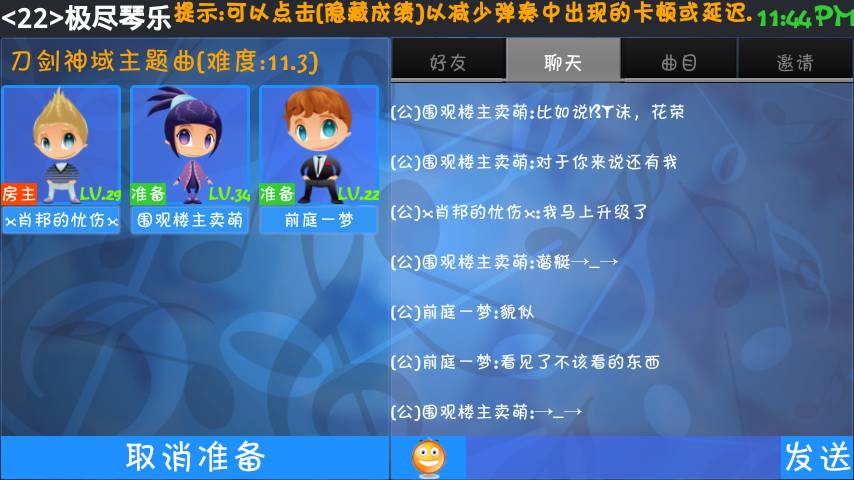 <22>极尽琴乐
提示:可以点击(隐藏成绩)以减少弹奏中出现的卡顿或延迟.
11:44 PM
刀剑神域主题曲(难度:11.3)
好友
聊天
曲目
邀请
房主
LV.29
准备
LV.34
准备
LV.22
x肖邦的忧伤x
围观楼主卖萌
前庭一梦
(公)围观楼主卖萌:比如说BT沫，花荣
(公)围观楼主卖萌:对于你来说还有我
(公)x肖邦的忧伤x:我马上升级了
(公)围观楼主卖萌:潜艇→_→
(公)前庭一梦:貌似
(公)前庭一梦:看见了不该看的东西
(公)围观楼主卖萌:→_→
取消准备
发送